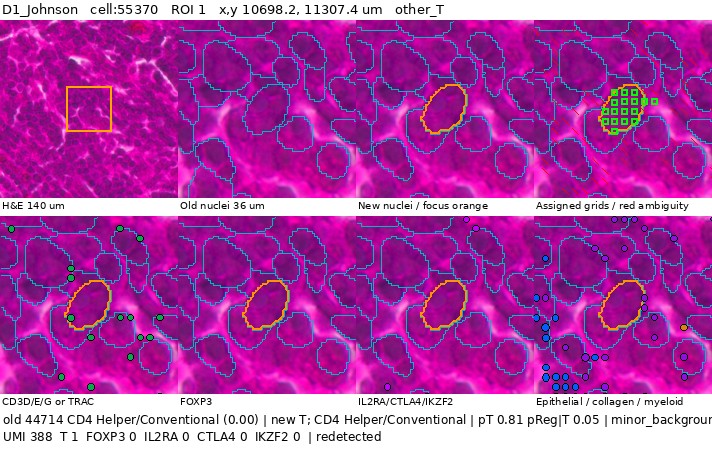 D1_Johnson cell:55370 ROI 1 x,y 10698.2, 11307.4 um other_T
H&E 140 um
Old nuclei 36 um
New nuclei / focus orange
Assigned grids / red ambiguity
CD3D/E/G or TRAC
FOXP3
IL2RA/CTLA4/IKZF2
Epithelial / collagen / myeloid
old 44714 CD4 Helper/Conventional (0.00) | new T; CD4 Helper/Conventional | pT 0.81 pReg|T 0.05 | minor_backgroun
UMI 388 T 1 FOXP3 0 IL2RA 0 CTLA4 0 IKZF2 0 | redetected